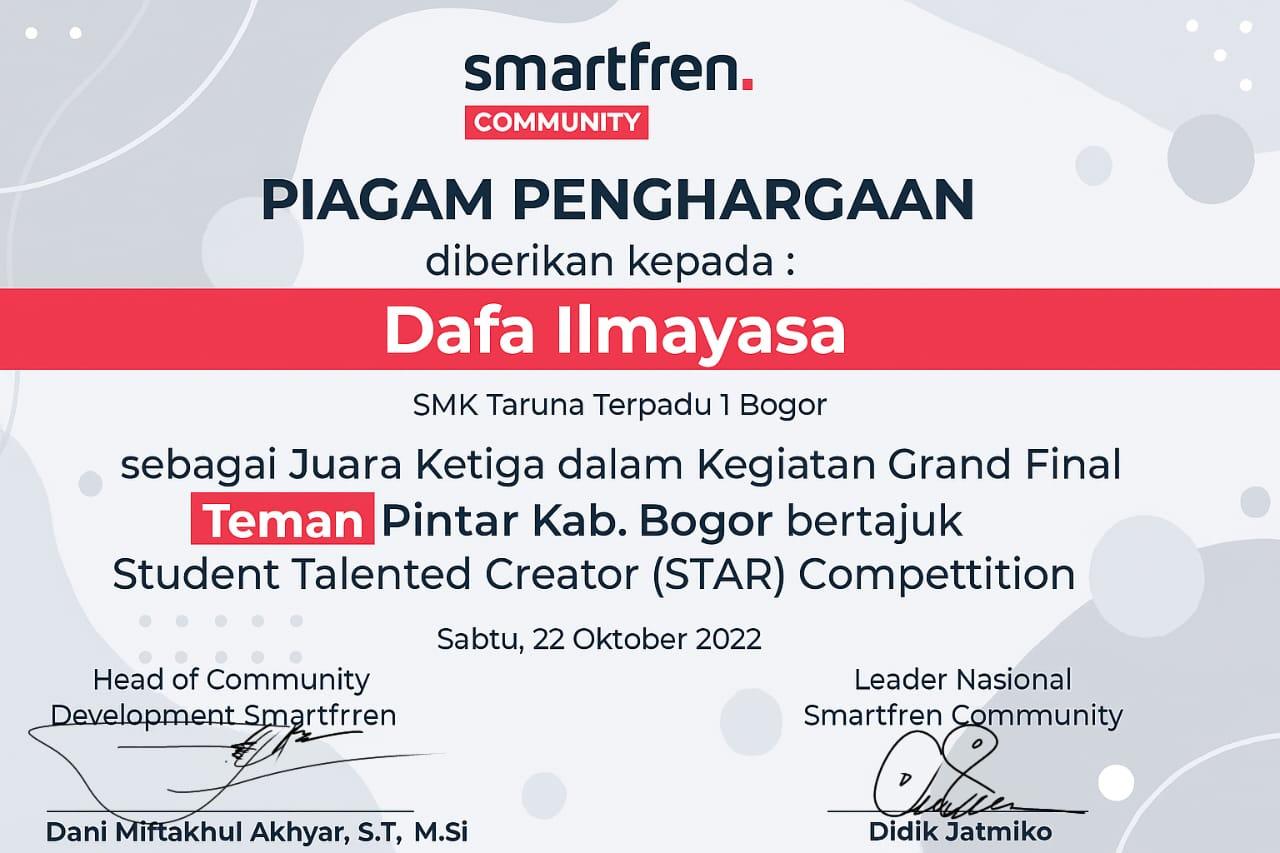 smartfren.
COMMUNITY
PIAGAM PENGHARGAAN
diberikan kepada :
Dafa Ilmayasa
SMK Taruna Terpadu 1 Bogor
sebagai Juara Ketiga dalam Kegiatan Grand Final
Teman Pintar Kab. Bogor bertajuk
Student Talented Creator (STAR) Compettition
Sabtu, 22 Oktober 2022
Head of Community
Development Smartfrren
Dani Miftakhul Akhyar, S.T, M.Si
Leader Nasional
Smartfren Commmunity
Didik Jatmiko